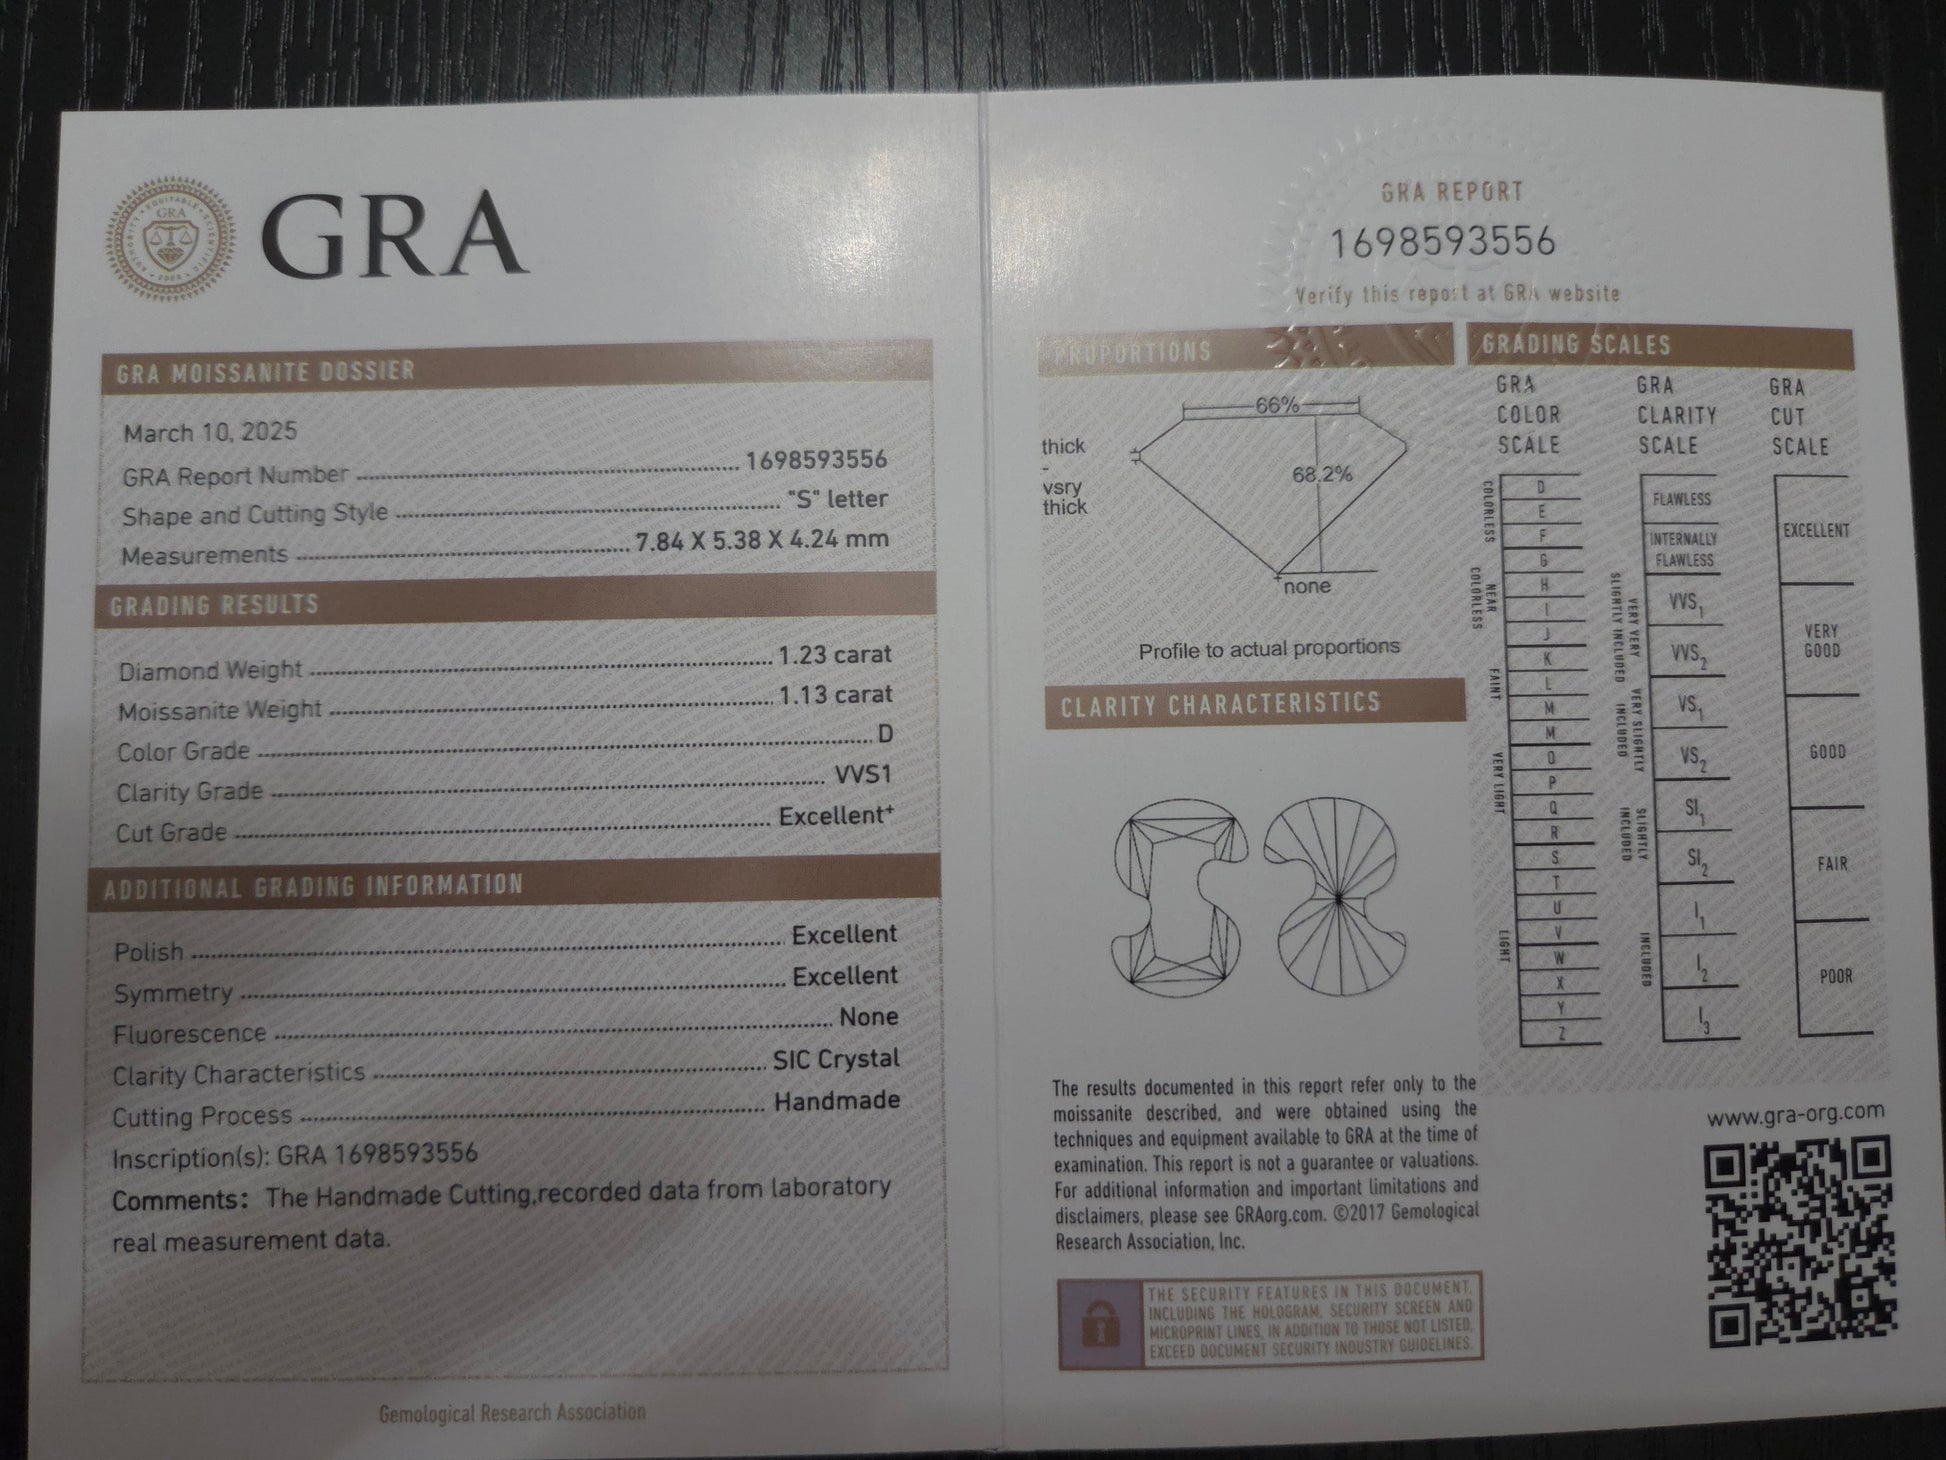 GRA
EQUITABLE • SCIENTIFIC • 2005 • AUTHORITY
GRA
GRA MOISSANITE DOSSIER
March 10, 2025
GRA Report Number 1698593556
Shape and Cutting Style "S" letter
Measurements 7.84 X 5.38 X 4.24 mm
GRADING RESULTS
Diamond Weight 1.23 carat
Moissanite Weight 1.13 carat
Color Grade D
Clarity Grade VVS1
Cut Grade Excellent⁺
ADDITIONAL GRADING INFORMATION
Polish Excellent
Symmetry Excellent
Fluorescence None
Clarity Characteristics SIC Crystal
Cutting Process Handmade
Inscription(s): GRA 1698593556
Comments: The Handmade Cutting,recorded data from laboratory
real measurement data.
Gemological Research Association
GRA REPORT
1698593556
Verify this report at GRA website
PROPORTIONS
66%
thick
-
vsry
thick
68.2%
none
Profile to actual proportions
CLARITY CHARACTERISTICS
The results documented in this report refer only to the
moissanite described, and were obtained using the
techniques and equipment available to GRA at the time of
examination. This report is not a guarantee or valuations.
For additional information and important limitations and
disclaimers, please see GRAorg.com. ©2017 Gemological
Research Association, Inc.
THE SECURITY FEATURES IN THIS DOCUMENT,
INCLUDING THE HOLOGRAM, SECURITY SCREEN AND
MICROPRINT LINES, IN ADDITION TO THOSE NOT LISTED,
EXCEED DOCUMENT SECURITY INDUSTRY GUIDELINES.
GRADING SCALES
GRA
COLOR
SCALE
COLORLESS
D
E
F
NEAR
COLORLESS
G
H
I
J
FAINT
K
L
M
VERY LIGHT
M
O
P
Q
R
LIGHT
S
T
U
V
W
X
Y
Z
GRA
CLARITY
SCALE
FLAWLESS
INTERNALLY
FLAWLESS
VERY VERY
SLIGHTLY INCLUDED
VVS1
VVS2
VERY SLIGHTLY
INCLUDED
VS1
VS2
SLIGHTLY
INCLUDED
SI1
SI2
INCLUDED
I1
I2
I3
GRA
CUT
SCALE
EXCELLENT
VERY
GOOD
GOOD
FAIR
POOR
www.gra-org.com